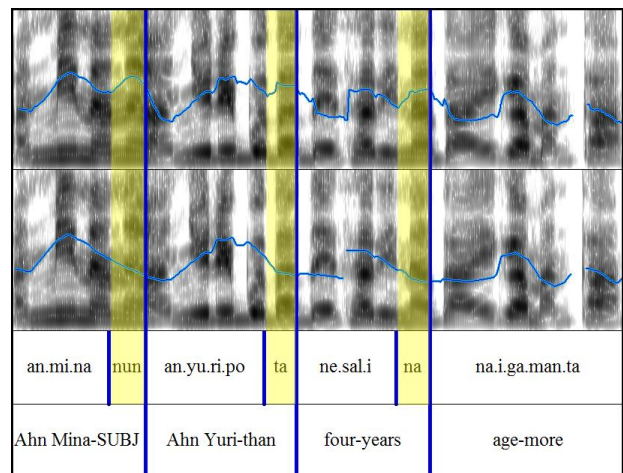 an.mi.na nun an.yu.ri.po ta ne.sal.i na na.i.ga.man.ta
Ahn Mina-SUBJ Ahn Yuri-than four-years age-more